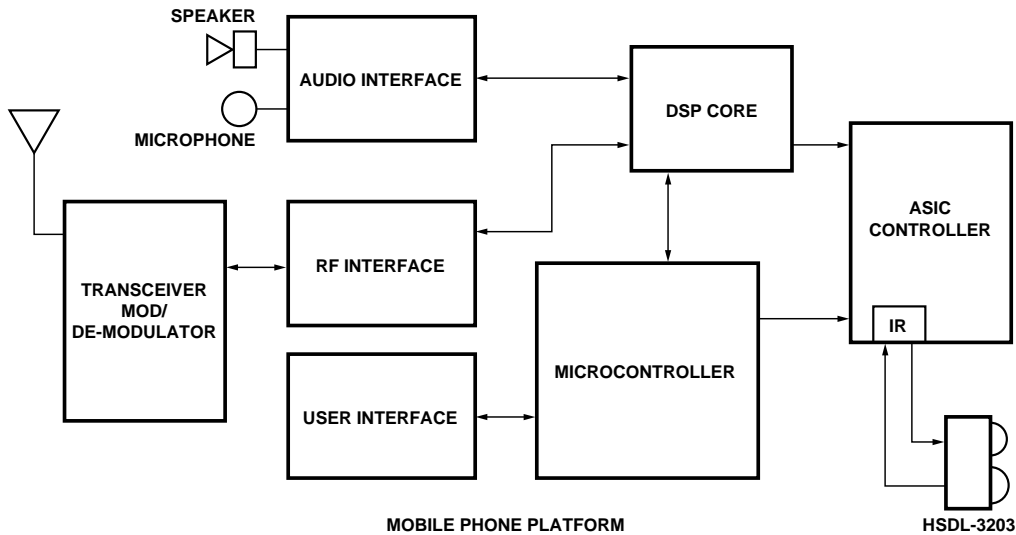 SPEAKER
AUDIO INTERFACE
MICROPHONE
DSP CORE
ASIC
CONTROLLER
RF INTERFACE
TRANSCEIVER
MOD/
DE-MODULATOR
IR
MICROCONTROLLER
USER INTERFACE
MOBILE PHONE PLATFORM
HSDL-3203